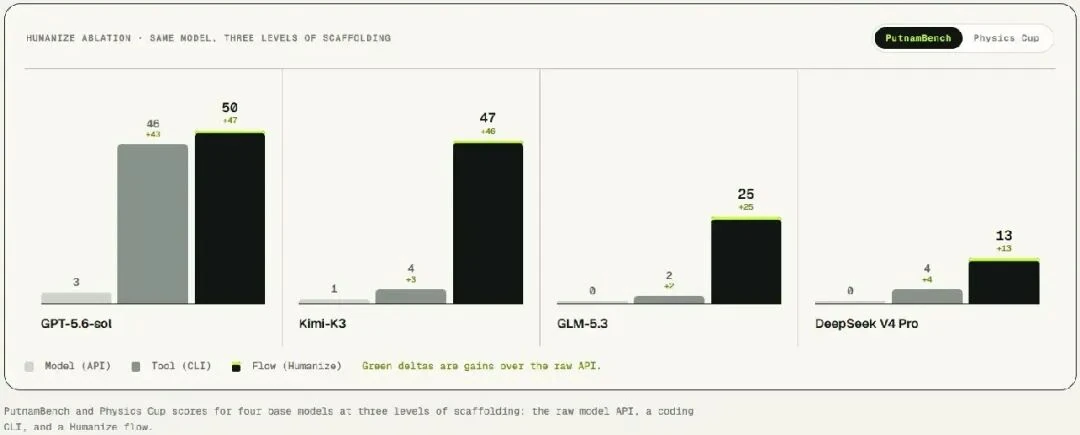 HUMANIZE ABLATION · SAME MODEL, THREE LEVELS OF SCAFFOLDING
PutnamBench Physics Cup
3
46
+43
50
+47
GPT-5.6-sol
1
4
+3
47
+46
Kimi-K3
0
2
+2
25
+25
GLM-5.3
0
4
+4
13
+13
DeepSeek V4 Pro
Model (API) Tool (CLI) Flow (Humanize) Green deltas are gains over the raw API.
PutnamBench and Physics Cup scores for four base models at three levels of scaffolding: the raw model API, a coding
CLI, and a Humanize flow.